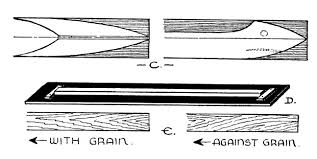 - C. -
D.
← WITH GRAIN. E. ← AGAINST GRAIN.